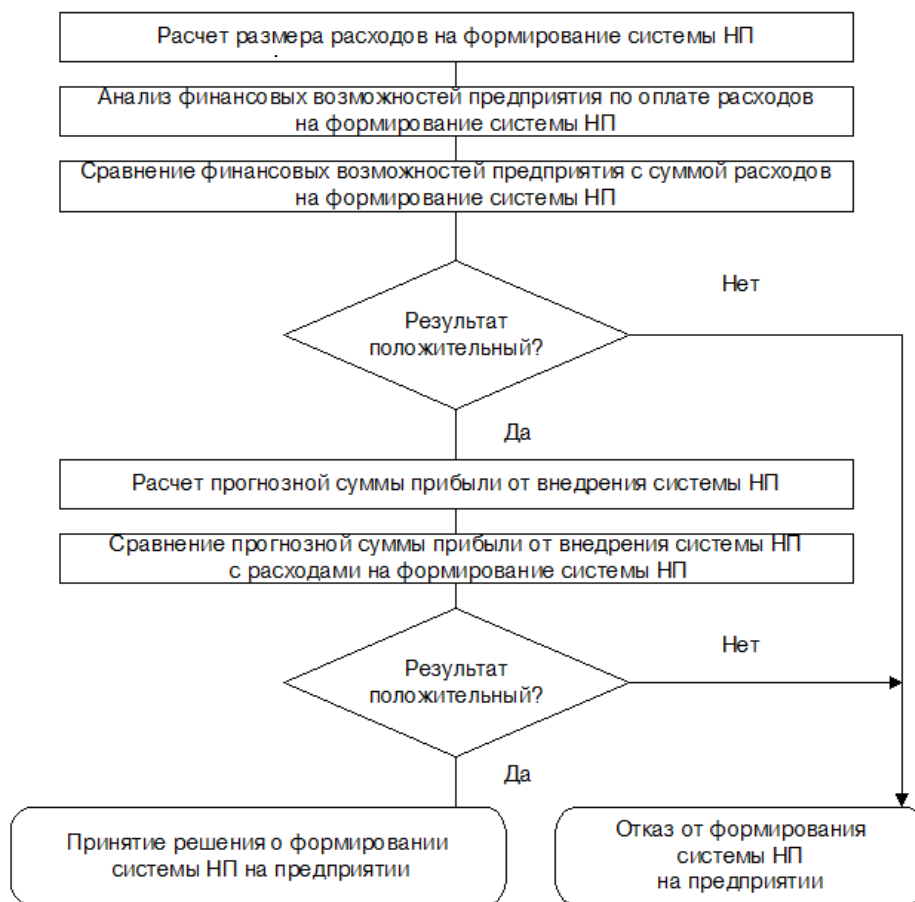 Расчет размера расходов на формирование системы НП
Анализ финансовых возможностей предприятия по оплате расходов
на формирование системы НП
Сравнение финансовых возможностей предприятия с суммой расходов
на формирование системы НП
Нет
Результат
положительный?
Да
Расчет прогнозной суммы прибыли от внедрения системы НП
Сравнение прогнозной суммы прибыли от внедрения системы НП
с расходами на формирование системы НП
Нет
Результат
положительный?
Да
Принятие решения о формировании
системы НП на предприятии
Отказ от формирования
системы НП
на предприятии